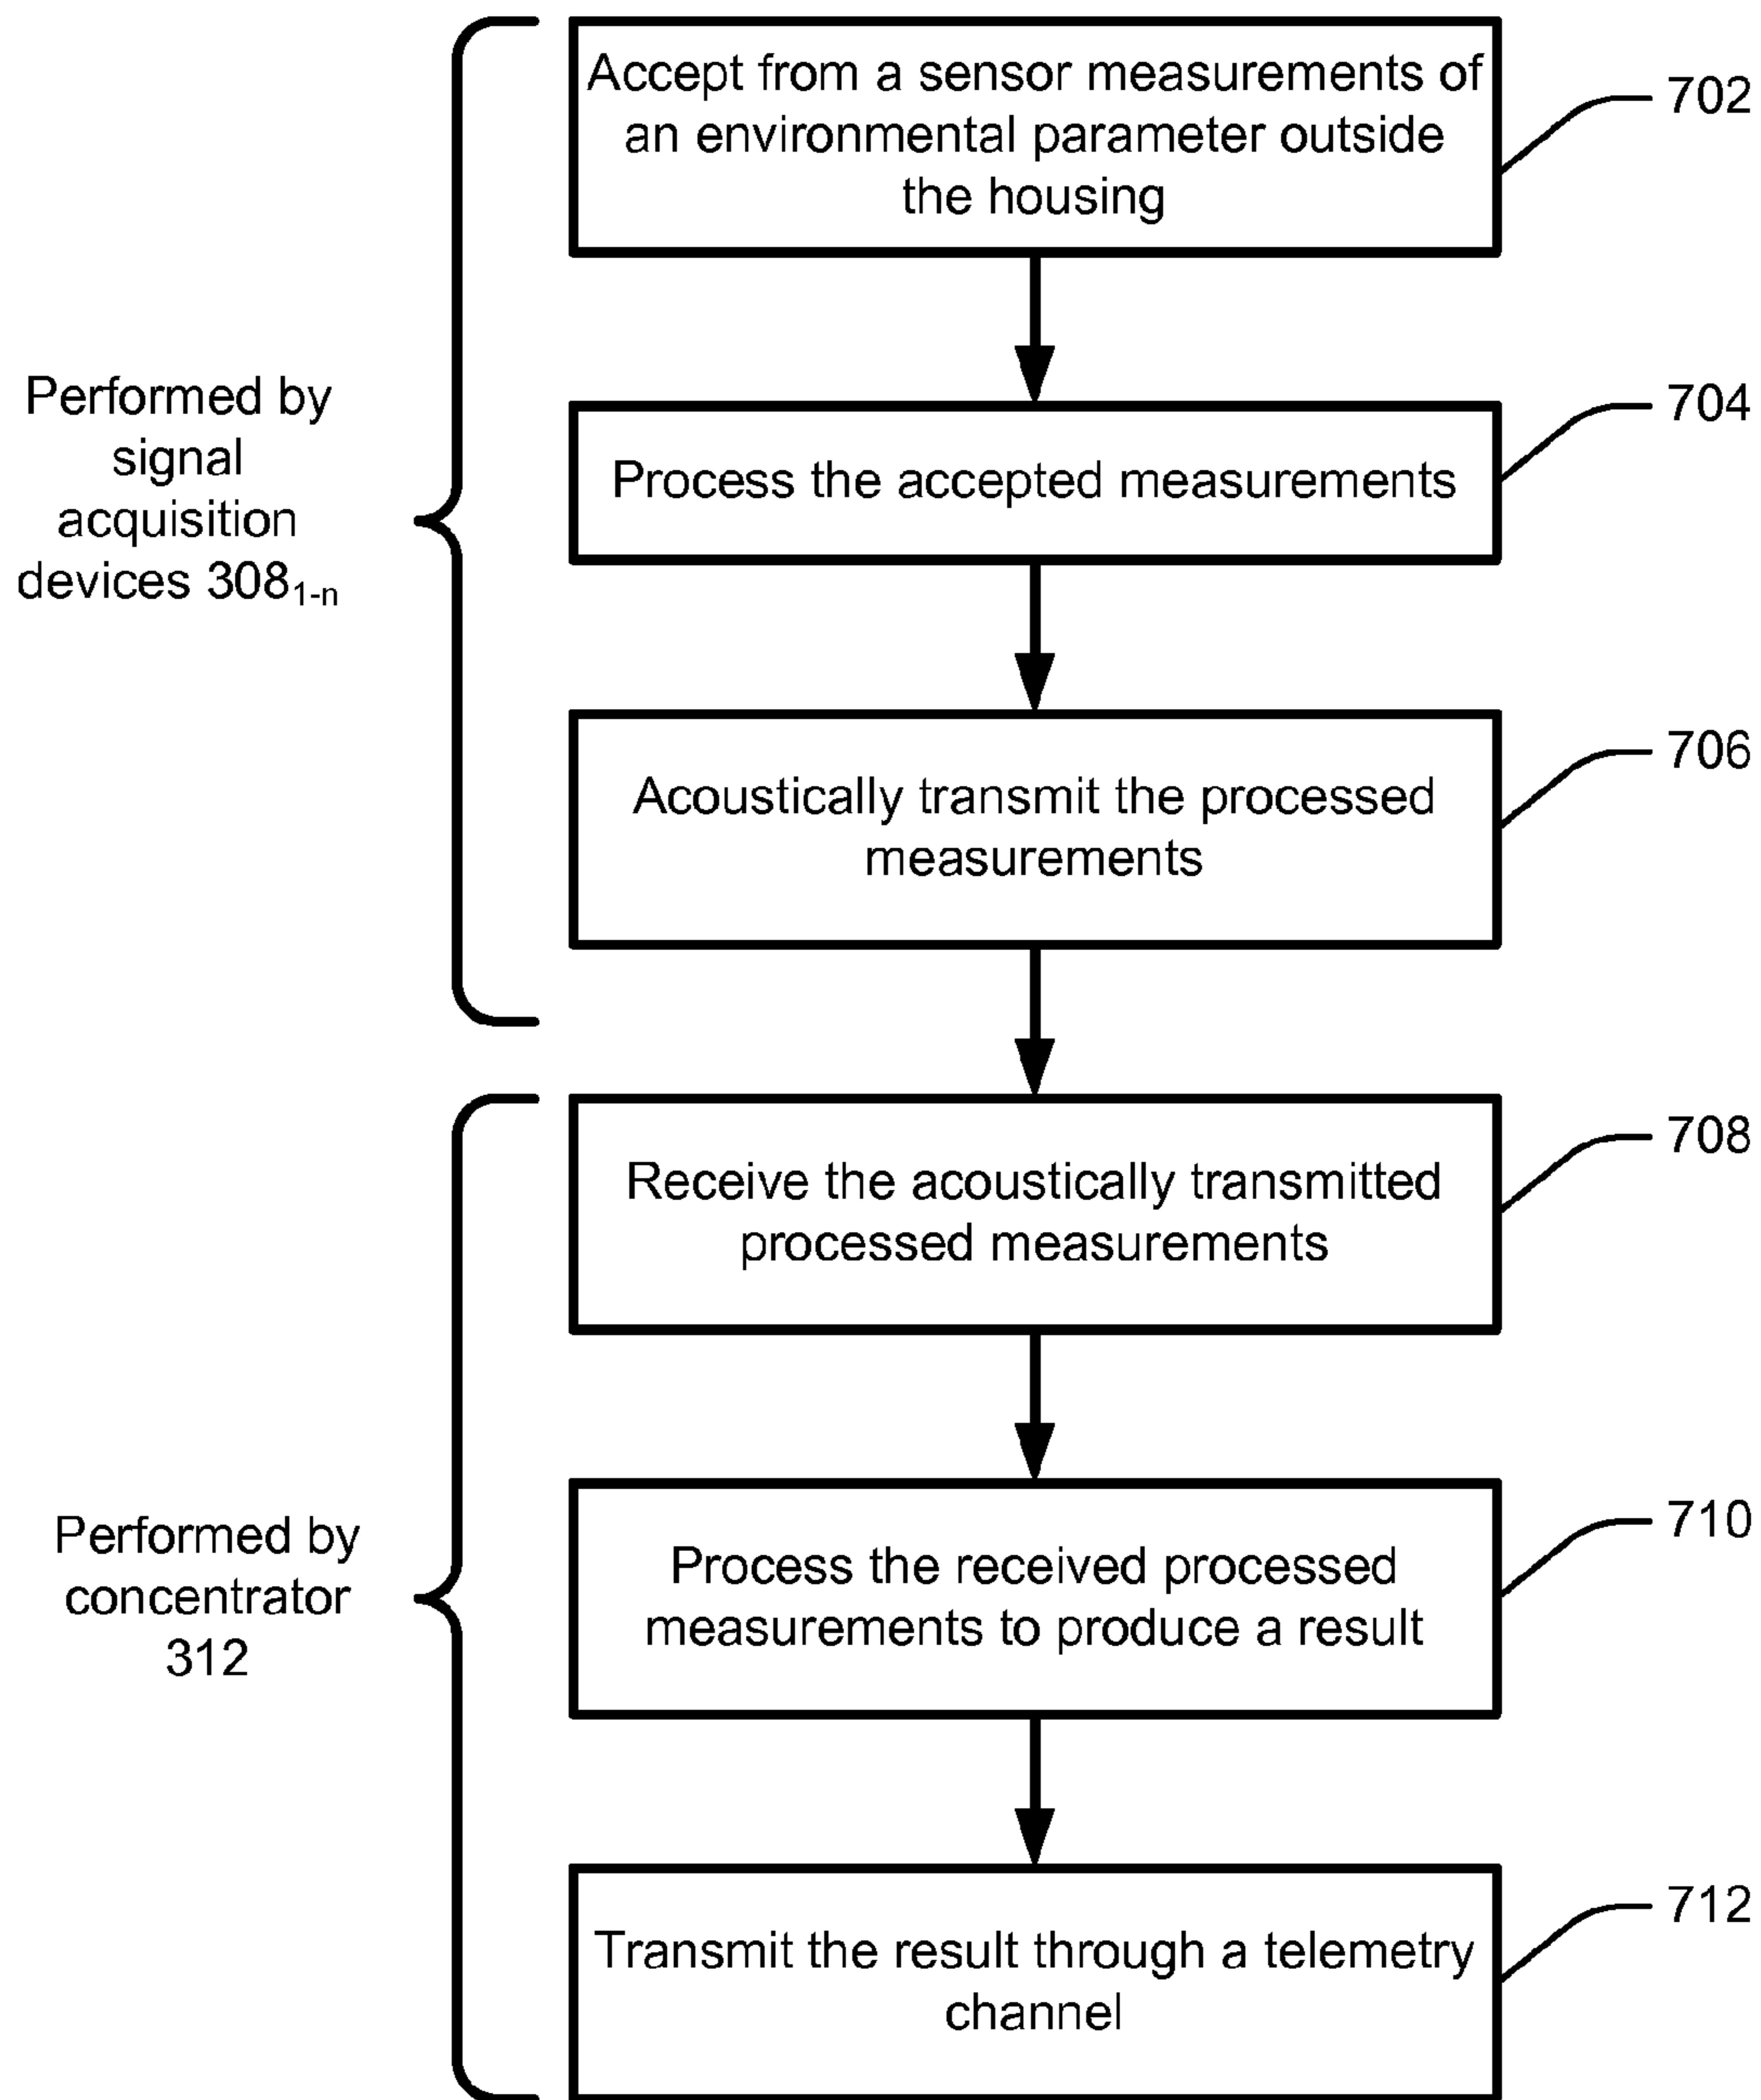 Accept from a sensor measurements of
an environmental parameter outside
the housing
702
Performed by
signal
acquisition
devices 308₁₋ₙ
704
Process the accepted measurements
706
Acoustically transmit the processed
measurements
708
Receive the acoustically transmitted
processed measurements
Performed by
concentrator
312
710
Process the received processed
measurements to produce a result
712
Transmit the result through a telemetry
channel